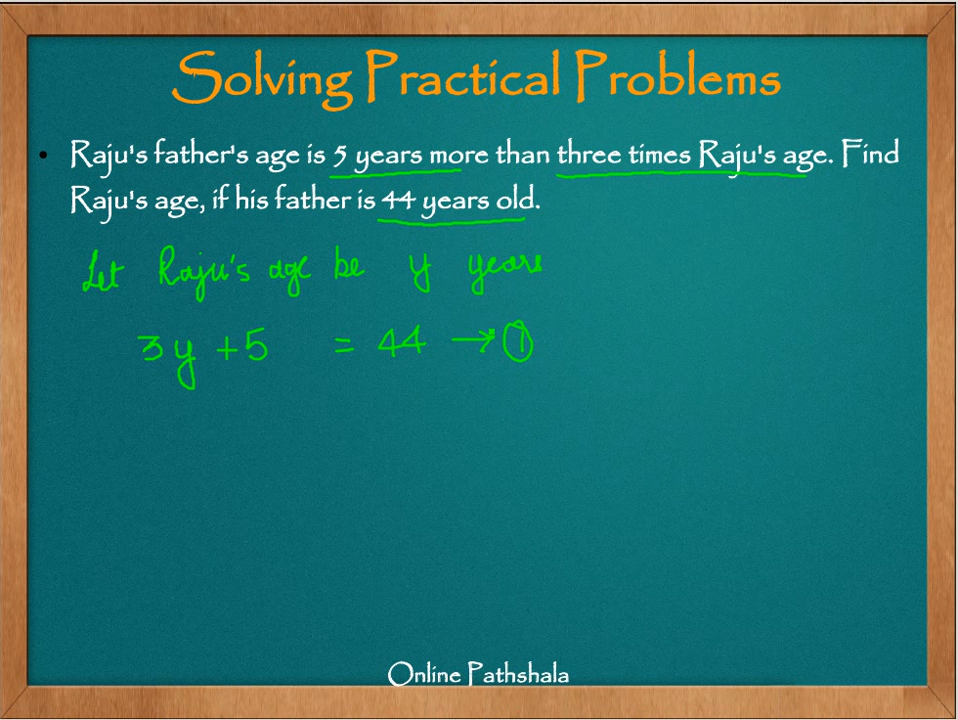 Solving Practical Problems
• Raju's father's age is 5 years more than three times Raju's age. Find
Raju's age, if his father is 44 years old.
Let Raju's age be y years
3y + 5 = 44 → ①
Online Pathshala